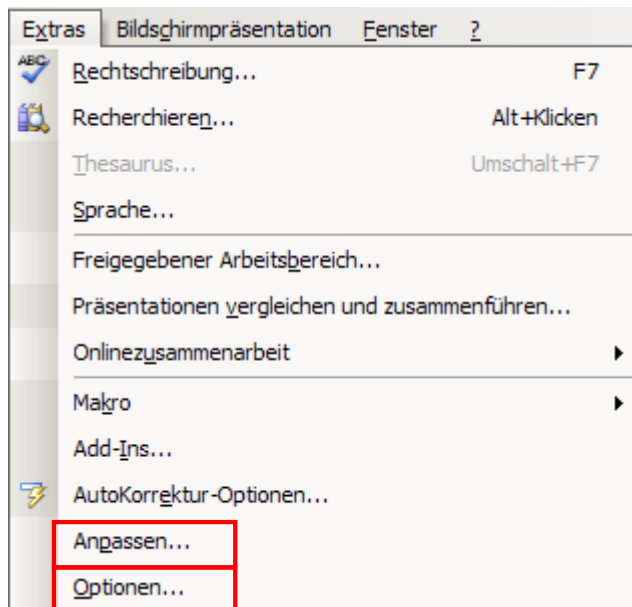 Extras Bildschirmpräsentation Fenster ?
ABC Rechtschreibung... F7
Recherchieren... Alt+Klicken
Thesaurus... Umschalt+F7
Sprache...
Freigegebener Arbeitsbereich...
Präsentationen vergleichen und zusammenführen...
Onlinezusammenarbeit
Makro
Add-Ins...
AutoKorrektur-Optionen...
Anpassen...
Optionen...